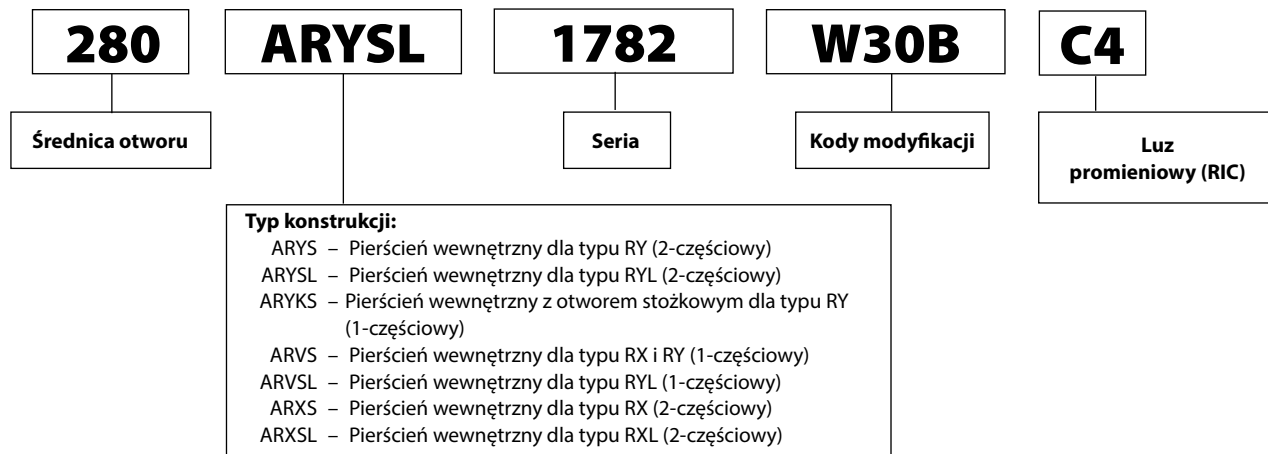 280 ARYSL 1782 W30B C4
Średnica otworu
Seria
Kody modyfikacji
Luz
promieniowy (RIC)
Typ konstrukcji:
ARYS – Pierścień wewnętrzny dla typu RY (2-częściowy)
ARYSL – Pierścień wewnętrzny dla typu RYL (2-częściowy)
ARYKS – Pierścień wewnętrzny z otworem stożkowym dla typu RY
(1-częściowy)
ARVS – Pierścień wewnętrzny dla typu RX i RY (1-częściowy)
ARVSL – Pierścień wewnętrzny dla typu RYL (1-częściowy)
ARXS – Pierścień wewnętrzny dla typu RX (2-częściowy)
ARXSL – Pierścień wewnętrzny dla typu RXL (2-częściowy)